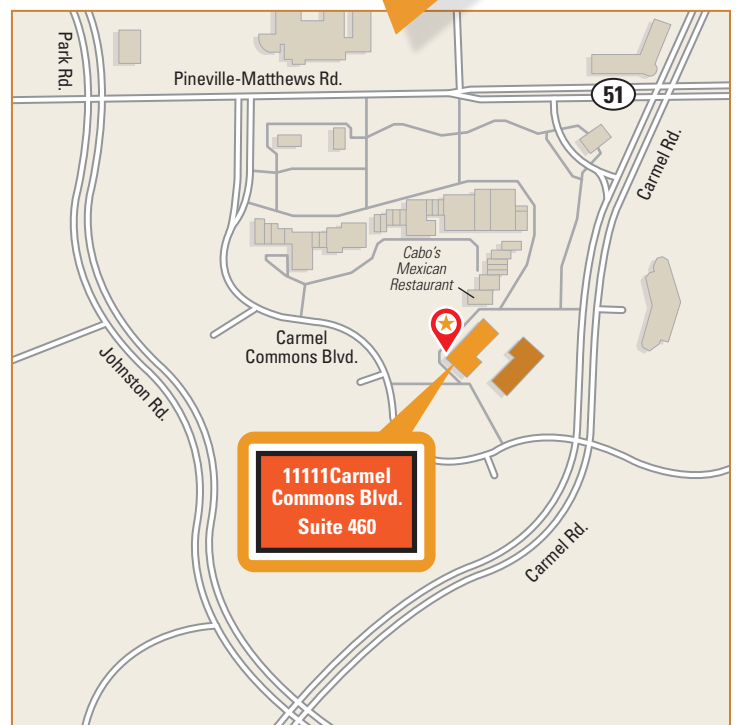 Park Rd.
Pineville-Matthews Rd.
51
Carmel Rd.
Cabo's
Mexican
Restaurant
Carmel
Commons Blvd.
Johnston Rd.
11111Carmel
Commons Blvd.
Suite 460
Carmel Rd.